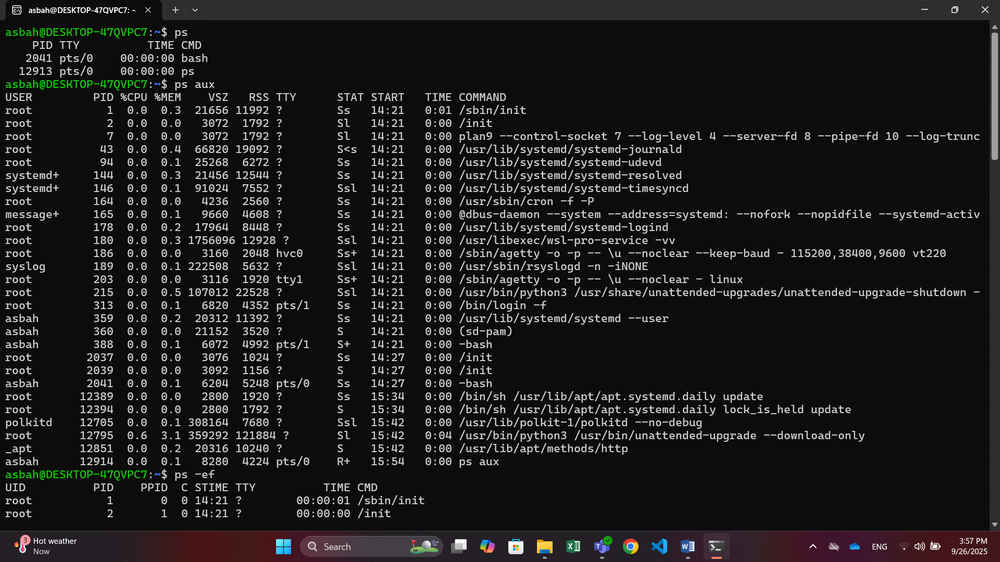 asbah@DESKTOP-47QVPC7: ~
asbah@DESKTOP-47QVPC7:~$ ps
    PID TTY          TIME CMD
   2041 pts/0    00:00:00 bash
  12913 pts/0    00:00:00 ps
asbah@DESKTOP-47QVPC7:~$ ps aux
USER         PID %CPU %MEM    VSZ   RSS TTY      STAT START   TIME COMMAND
root           1  0.0  0.3  21656 11992 ?        Ss   14:21   0:01 /sbin/init
root           2  0.0  0.0   3072  1792 ?        Sl   14:21   0:00 /init
root           7  0.0  0.0   3072  1792 ?        Sl   14:21   0:00 plan9 --control-socket 7 --log-level 4 --server-fd 8 --pipe-fd 10 --log-trunc
root          43  0.0  0.4  66820 19092 ?        S<s  14:21   0:00 /usr/lib/systemd/systemd-journald
root          94  0.0  0.1  25268  6272 ?        Ss   14:21   0:00 /usr/lib/systemd/systemd-udevd
systemd+     144  0.0  0.3  21456 12544 ?        Ss   14:21   0:00 /usr/lib/systemd/systemd-resolved
systemd+     146  0.0  0.1  91024  7552 ?        Ssl  14:21   0:00 /usr/lib/systemd/systemd-timesyncd
root         164  0.0  0.0   4236  2560 ?        Ss   14:21   0:00 /usr/sbin/cron -f -P
message+     165  0.0  0.1   9660  4608 ?        Ss   14:21   0:00 @dbus-daemon --system --address=systemd: --nofork --nopidfile --systemd-activ
root         178  0.0  0.2  17964  8448 ?        Ss   14:21   0:00 /usr/lib/systemd/systemd-logind
root         180  0.0  0.3 1756096 12928 ?       Ssl  14:21   0:00 /usr/libexec/wsl-pro-service -vv
root         186  0.0  0.0   3160  2048 hvc0     Ss+  14:21   0:00 /sbin/agetty -o -p -- \u --noclear --keep-baud - 115200,38400,9600 vt220
syslog       189  0.0  0.1 222508  5632 ?        Ssl  14:21   0:00 /usr/sbin/rsyslogd -n -iNONE
root         203  0.0  0.0   3116  1920 tty1     Ss+  14:21   0:00 /sbin/agetty -o -p -- \u --noclear - linux
root         215  0.0  0.5 107012 22528 ?        Ssl  14:21   0:00 /usr/bin/python3 /usr/share/unattended-upgrades/unattended-upgrade-shutdown -
root         313  0.0  0.1   6820  4352 pts/1    Ss   14:21   0:00 /bin/login -f
asbah        359  0.0  0.2  20312 11392 ?        Ss   14:21   0:00 /usr/lib/systemd/systemd --user
asbah        360  0.0  0.0  21152  3520 ?        S    14:21   0:00 (sd-pam)
asbah        388  0.0  0.1   6072  4992 pts/1    S+   14:21   0:00 -bash
root        2037  0.0  0.0   3076  1024 ?        Ss   14:27   0:00 /init
root        2039  0.0  0.0   3092  1156 ?        S    14:27   0:00 /init
asbah       2041  0.0  0.1   6204  5248 pts/0    Ss   14:27   0:00 -bash
root       12389  0.0  0.0   2800  1920 ?        Ss   15:34   0:00 /bin/sh /usr/lib/apt/apt.systemd.daily update
root       12394  0.0  0.0   2800  1792 ?        S    15:34   0:00 /bin/sh /usr/lib/apt/apt.systemd.daily lock_is_held update
polkitd    12705  0.0  0.1 308164  7680 ?        Ssl  15:42   0:00 /usr/lib/polkit-1/polkitd --no-debug
root       12795  0.6  3.1 359292 121884 ?       Sl   15:42   0:04 /usr/bin/python3 /usr/bin/unattended-upgrade --download-only
_apt       12851  0.0  0.2  20316 10240 ?        S    15:42   0:00 /usr/lib/apt/methods/http
asbah      12914  0.0  0.1   8280  4224 pts/0    R+   15:54   0:00 ps aux
asbah@DESKTOP-47QVPC7:~$ ps -ef
UID          PID    PPID  C STIME TTY          TIME CMD
root           1       0  0 14:21 ?        00:00:01 /sbin/init
root           2       1  0 14:21 ?        00:00:00 /init
3
Hot weather
Now
Search
ENG
3:57 PM
9/26/2025